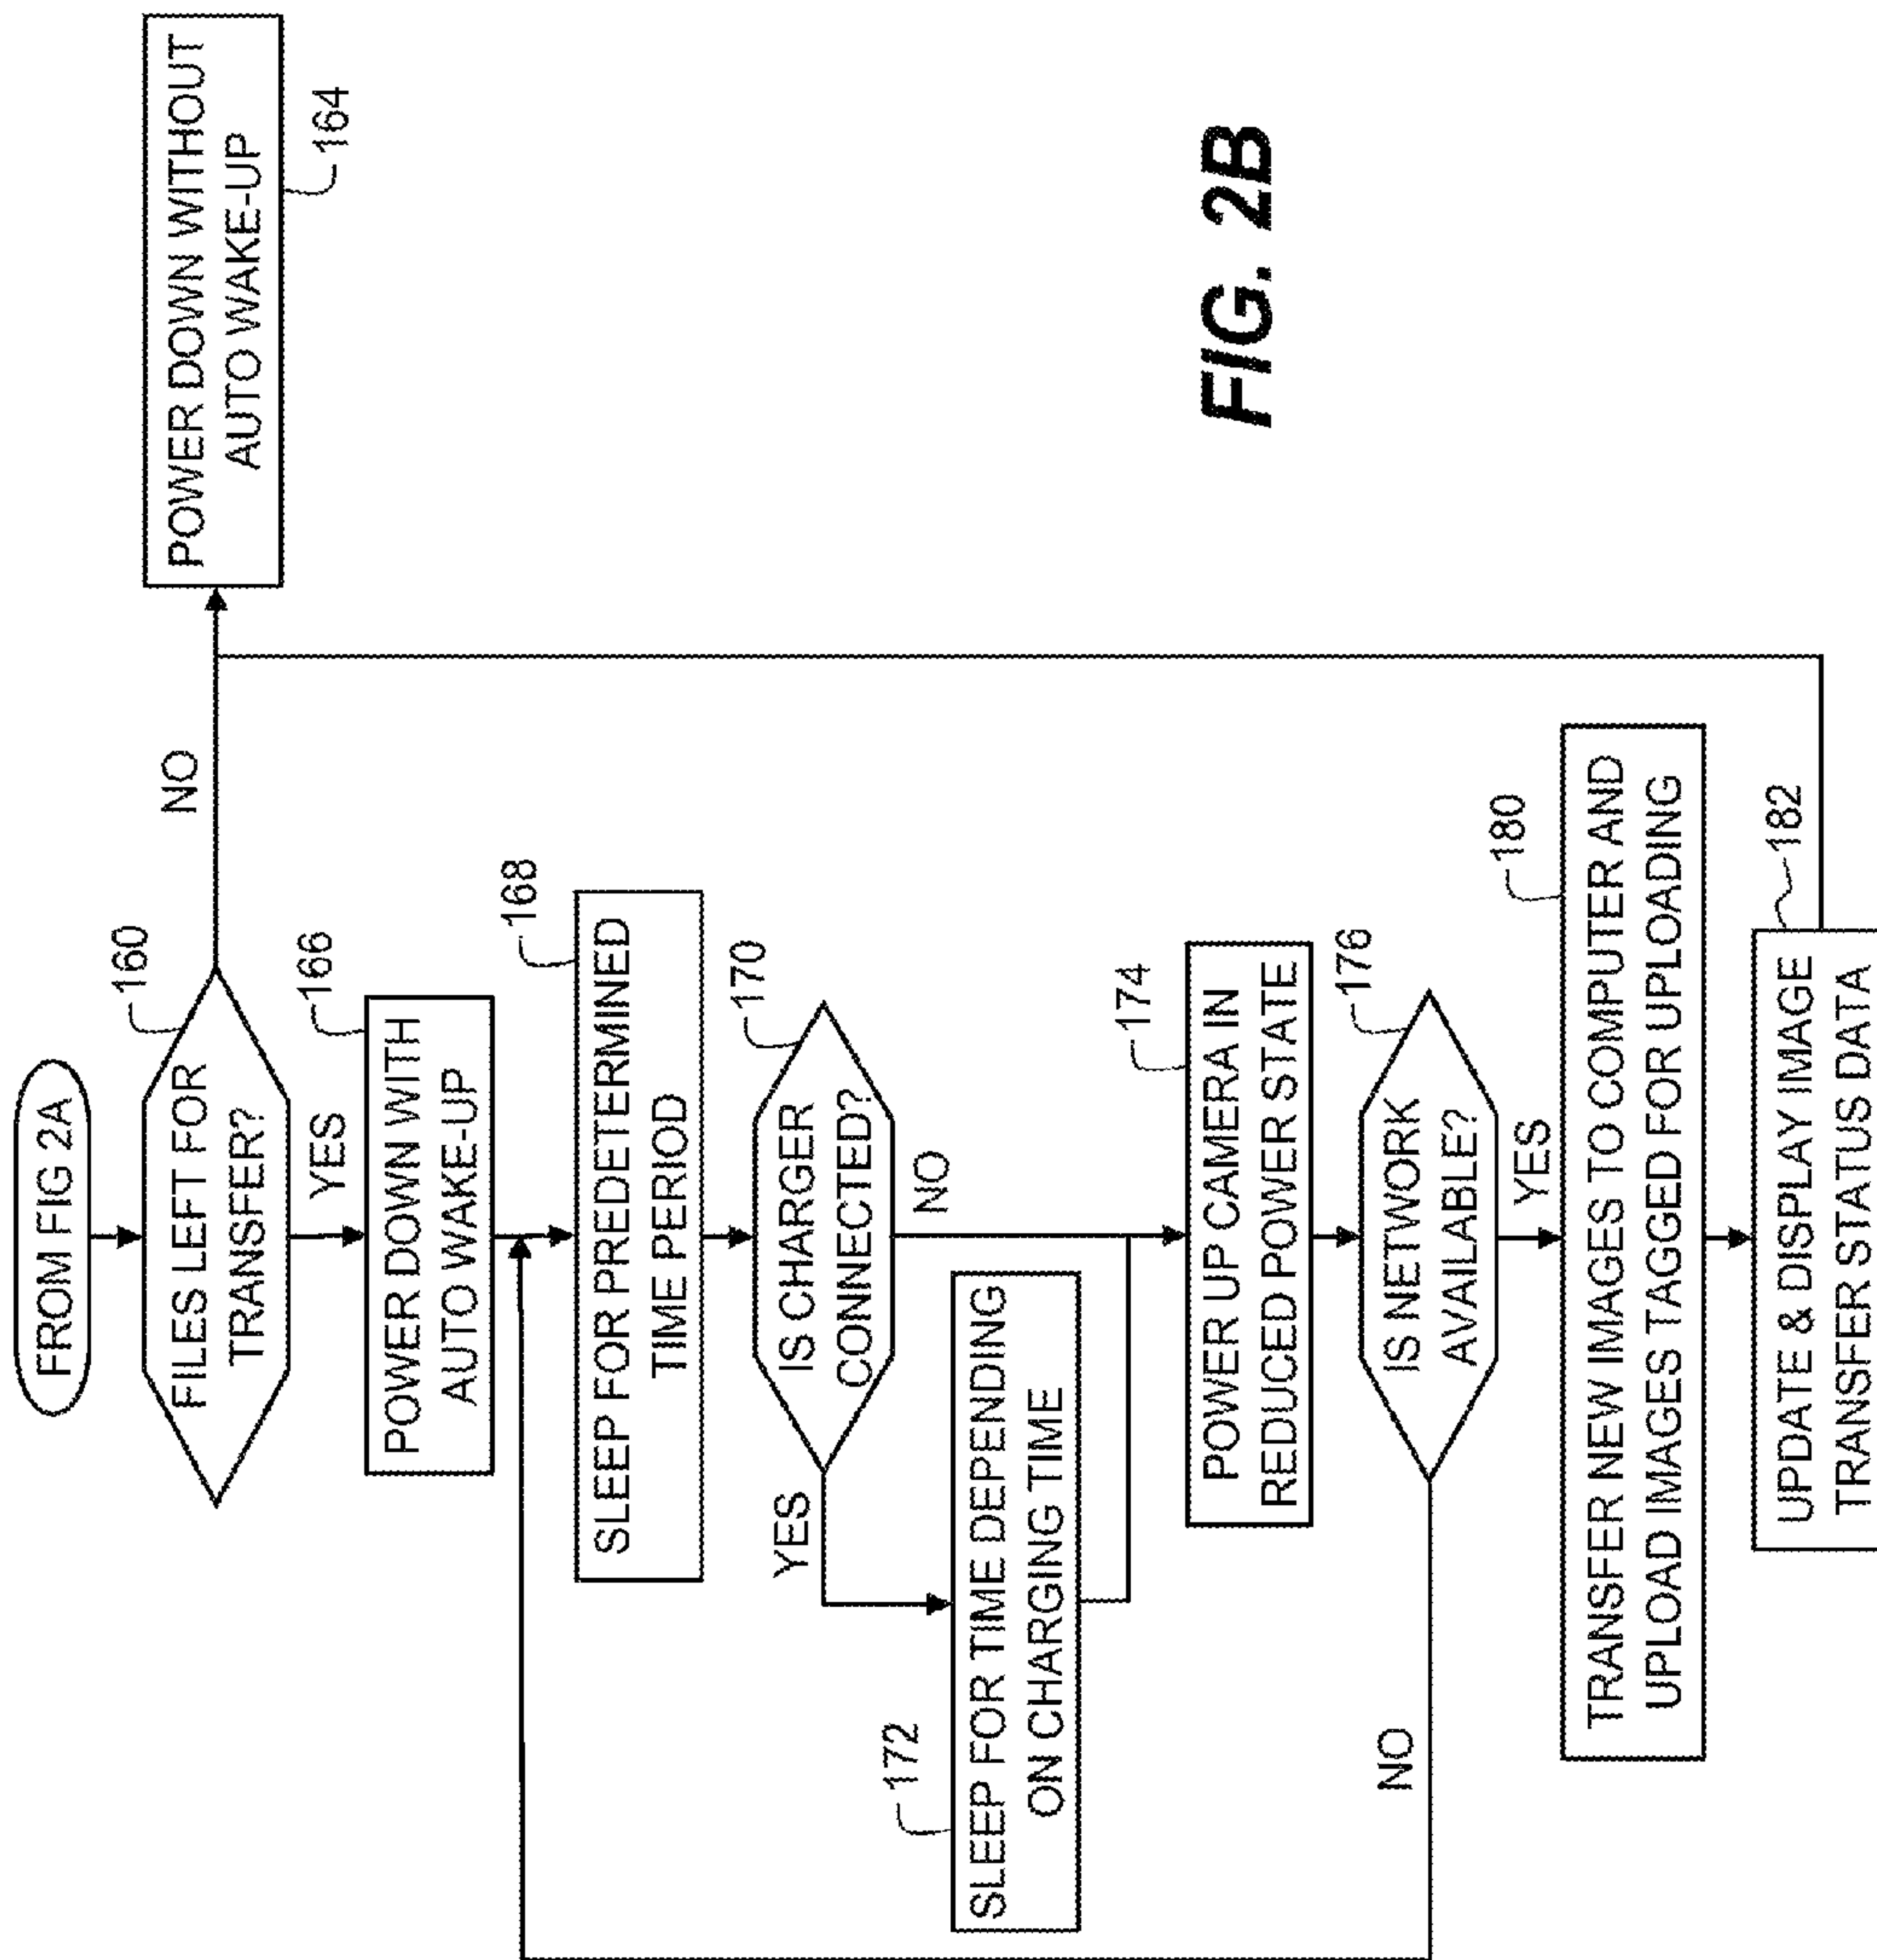 FROM FIG 2A
160
FILES LEFT FOR
TRANSFER?
NO
POWER DOWN WITHOUT
AUTO WAKE-UP
164
YES
166
POWER DOWN WITH
AUTO WAKE-UP
168
SLEEP FOR PREDETERMINED
TIME PERIOD
170
IS CHARGER
CONNECTED?
YES
NO
172
SLEEP FOR TIME DEPENDING
ON CHARGING TIME
174
POWER UP CAMERA IN
REDUCED POWER STATE
176
IS NETWORK
AVAILABLE?
NO
YES
180
TRANSFER NEW IMAGES TO COMPUTER AND
UPLOAD IMAGES TAGGED FOR UPLOADING
182
UPDATE & DISPLAY IMAGE
TRANSFER STATUS DATA
FIG. 2B